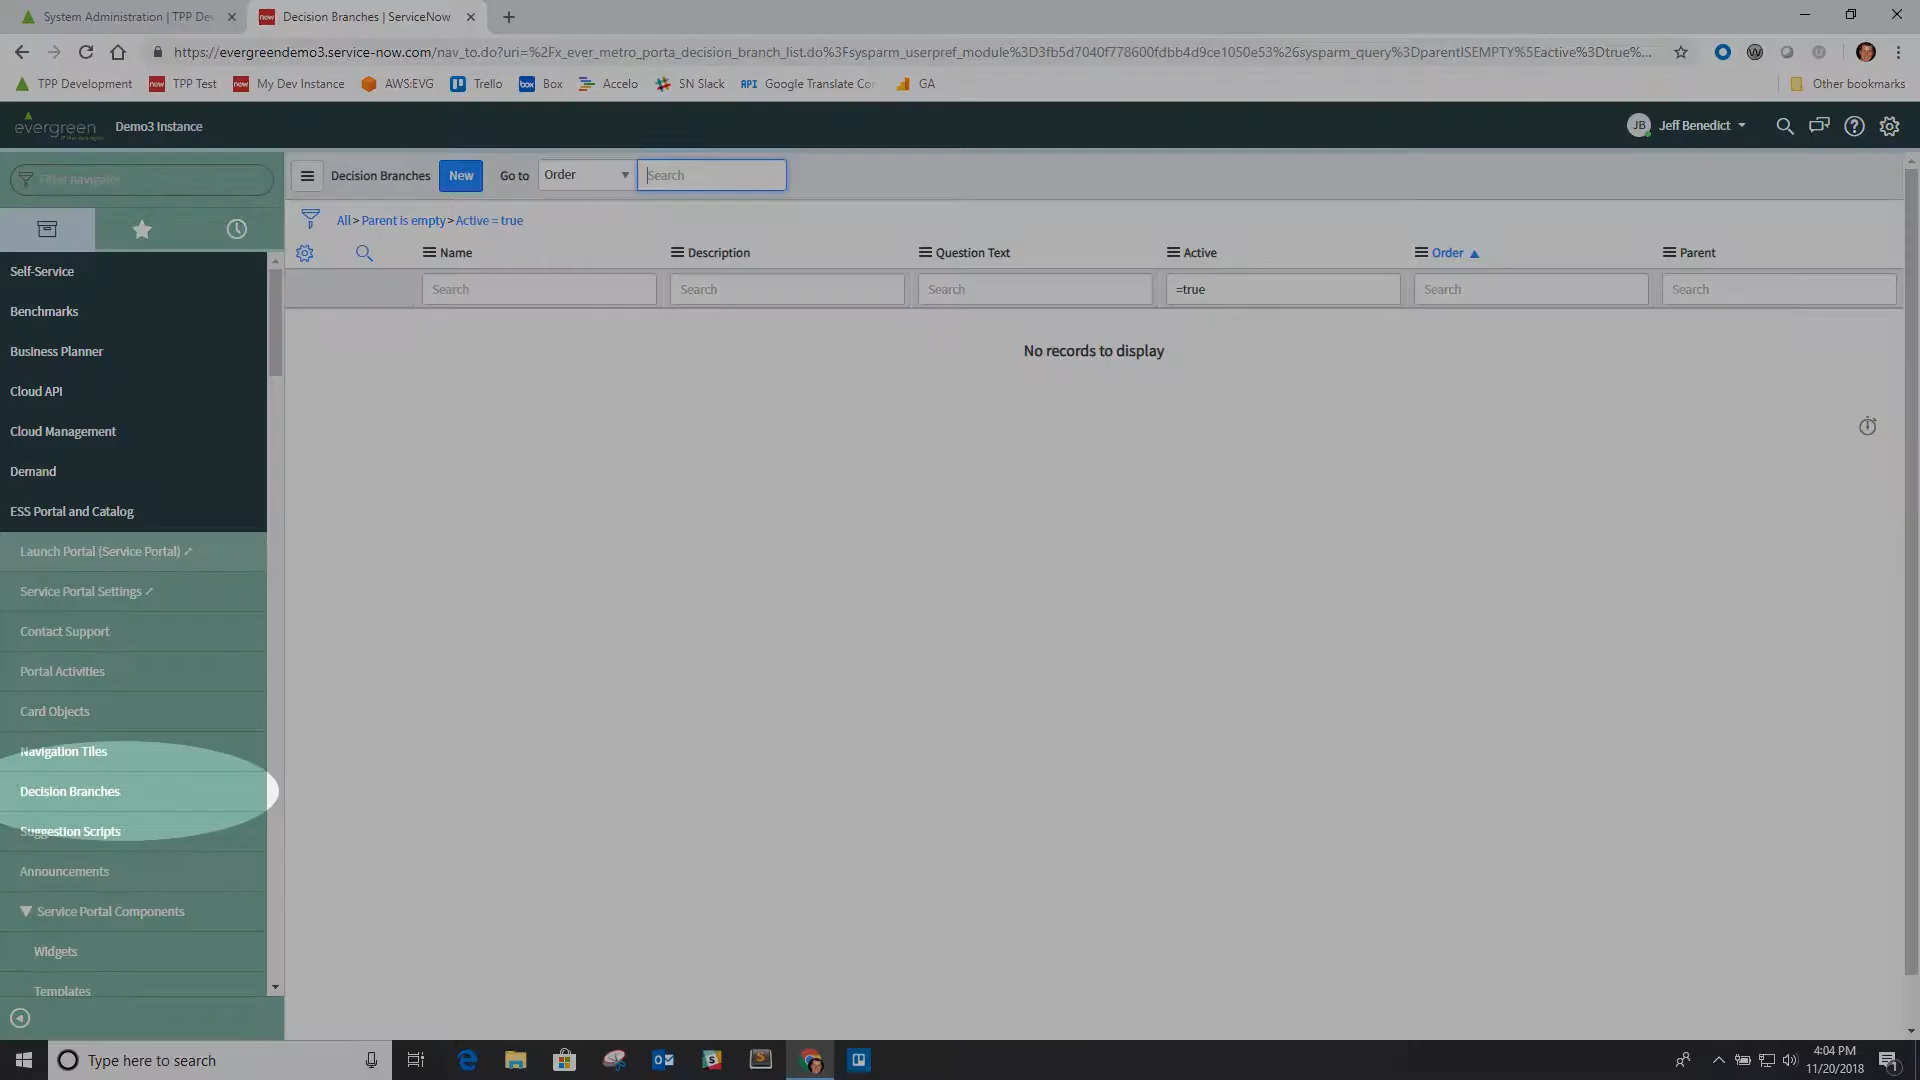 System Administration | TPP De
Decision Branches | ServiceNow
https://evergreendemo3.service-now.com/nav_to.do?uri=%2Fx_ever_metro_porta_decision_branch_list.do%3Fsysparm_userpref_module%3D3fb5d7040f778600fdbb4d9ce1050e53%26sysparm_query%3DparentISEMPTY%5Eactive%3Dtrue%...
TPP Development
TPP Test
My Dev Instance
AWS:EVG
Trello
Box
Accelo
SN Slack
API Google Translate Con
GA
Other bookmarks
evergreen
Demo3 Instance
JB Jeff Benedict
Filter navigator
Decision Branches New Go to Order Search
All > Parent is empty > Active = true
Name Description Question Text Active Order Parent
Search Search Search =true Search Search
No records to display
Self-Service
Benchmarks
Business Planner
Cloud API
Cloud Management
Demand
ESS Portal and Catalog
Launch Portal (Service Portal)
Service Portal Settings
Contact Support
Portal Activities
Card Objects
Navigation Tiles
Decision Branches
Suggestion Scripts
Announcements
Service Portal Components
Widgets
Templates
Type here to search
4:04 PM
11/20/2018
1